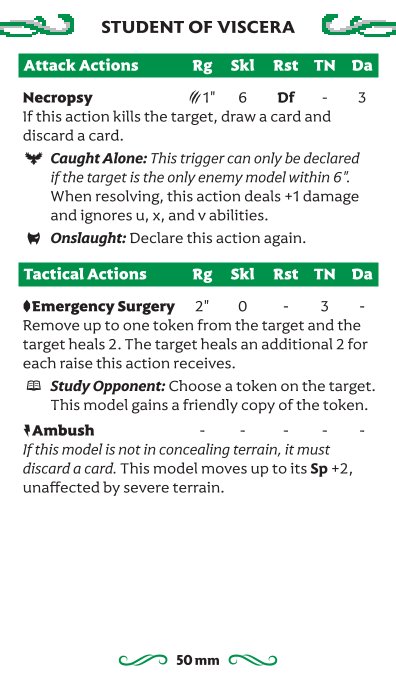 STUDENT OF VISCERA
Attack Actions Rg Skl Rst TN Da
Necropsy 1" 6 Df - 3
If this action kills the target, draw a card and
discard a card.
Caught Alone: This trigger can only be declared
if the target is the only enemy model within 6".
When resolving, this action deals +1 damage
and ignores u, x, and v abilities.
Onslaught: Declare this action again.
Tactical Actions Rg Skl Rst TN Da
Emergency Surgery 2" 0 - 3 -
Remove up to one token from the target and the
target heals 2. The target heals an additional 2 for
each raise this action receives.
Study Opponent: Choose a token on the target.
This model gains a friendly copy of the token.
Ambush - - - - -
If this model is not in concealing terrain, it must
discard a card. This model moves up to its Sp +2,
unaffected by severe terrain.
50 mm